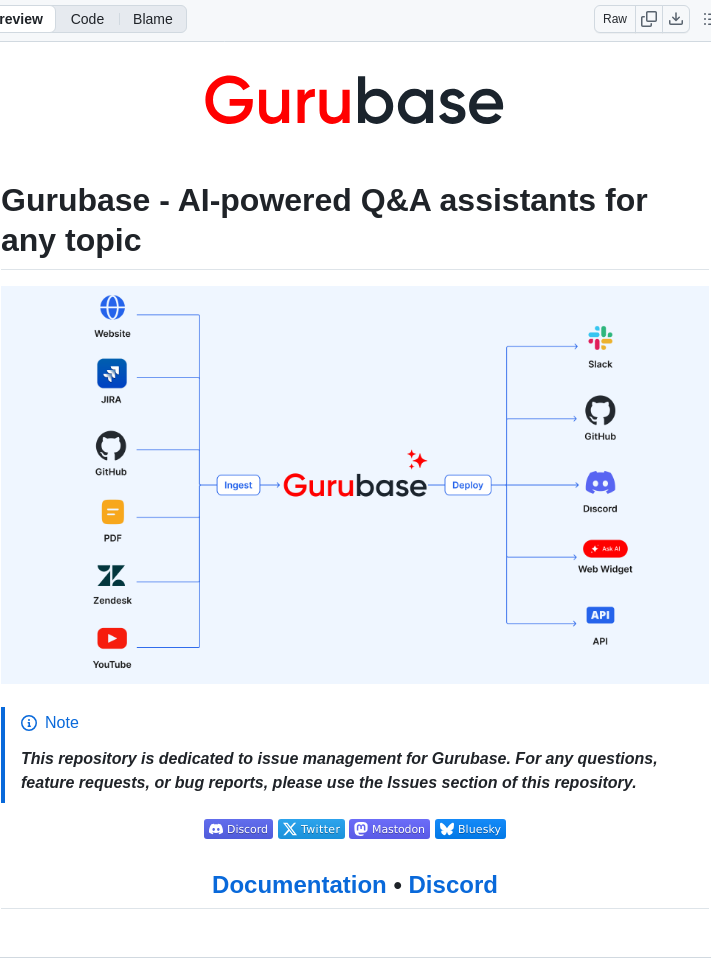 review Code Blame Raw
Gurubase
Gurubase - AI-powered Q&A assistants for
any topic
Website
JIRA
GitHub
PDF
Zendesk
YouTube
Ingest
Gurubase
Deploy
Slack
GitHub
Discord
Ask AI
Web Widget
API
API
Note
This repository is dedicated to issue management for Gurubase. For any questions,
feature requests, or bug reports, please use the Issues section of this repository.
Discord Twitter Mastodon Bluesky
Documentation • Discord